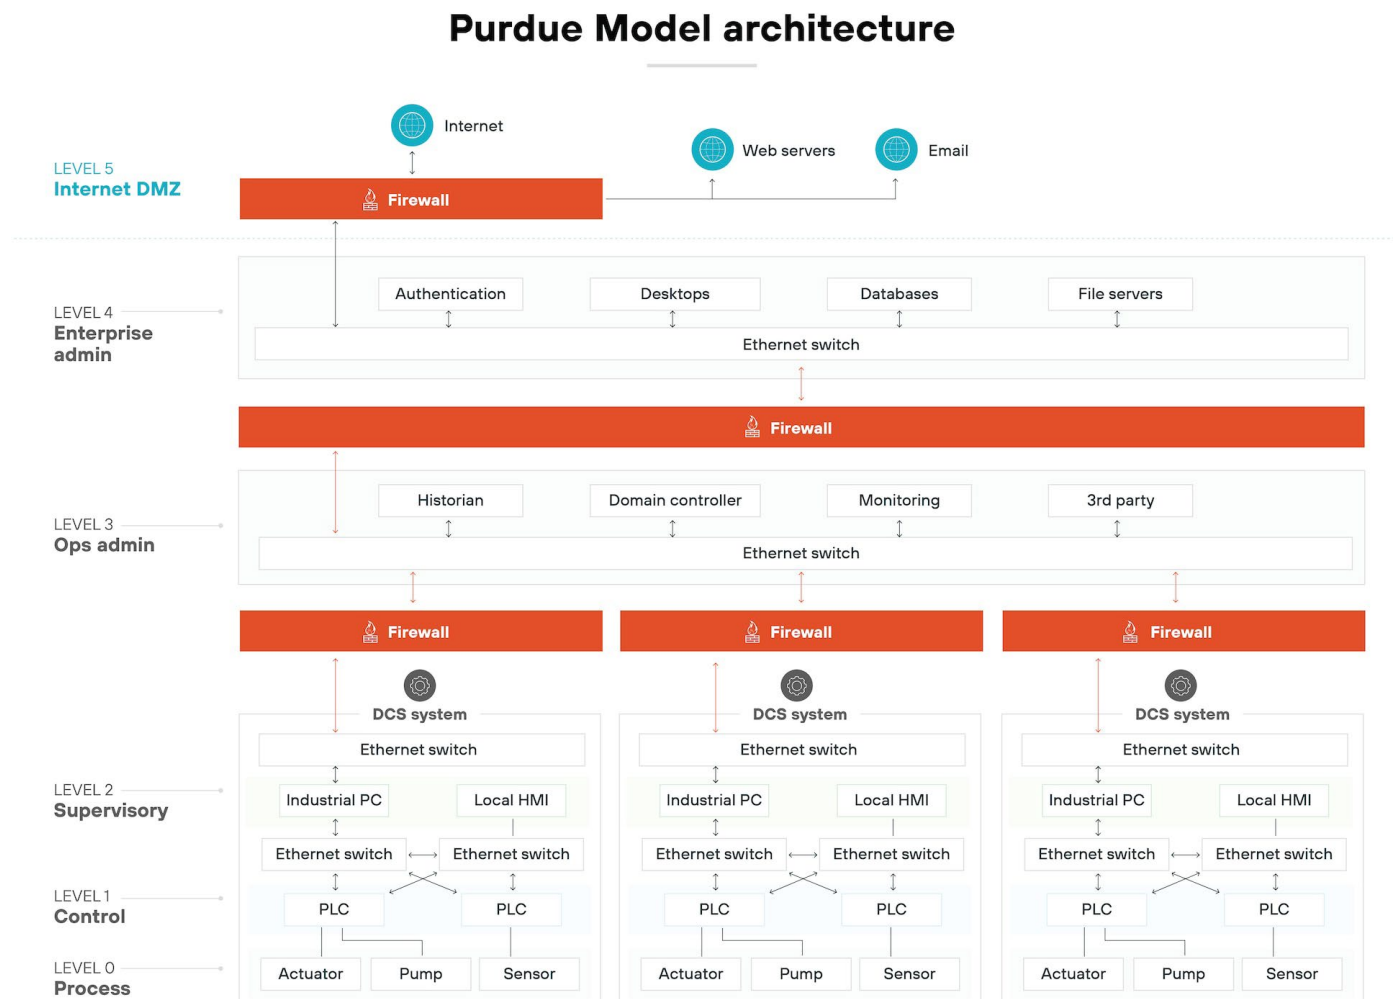 Purdue Model architecture
Internet
Web servers
Email
LEVEL 5
Internet DMZ
Firewall
Authentication
Desktops
Databases
File servers
LEVEL 4
Enterprise
admin
Ethernet switch
Firewall
Historian
Domain controller
Monitoring
3rd party
LEVEL 3
Ops admin
Ethernet switch
Firewall
Firewall
Firewall
DCS system
DCS system
DCS system
Ethernet switch
Ethernet switch
Ethernet switch
LEVEL 2
Supervisory
Industrial PC
Local HMI
Industrial PC
Local HMI
Industrial PC
Local HMI
Ethernet switch
Ethernet switch
Ethernet switch
Ethernet switch
Ethernet switch
Ethernet switch
LEVEL 1
Control
PLC
PLC
PLC
PLC
PLC
PLC
LEVEL 0
Process
Actuator
Pump
Sensor
Actuator
Pump
Sensor
Actuator
Pump
Sensor